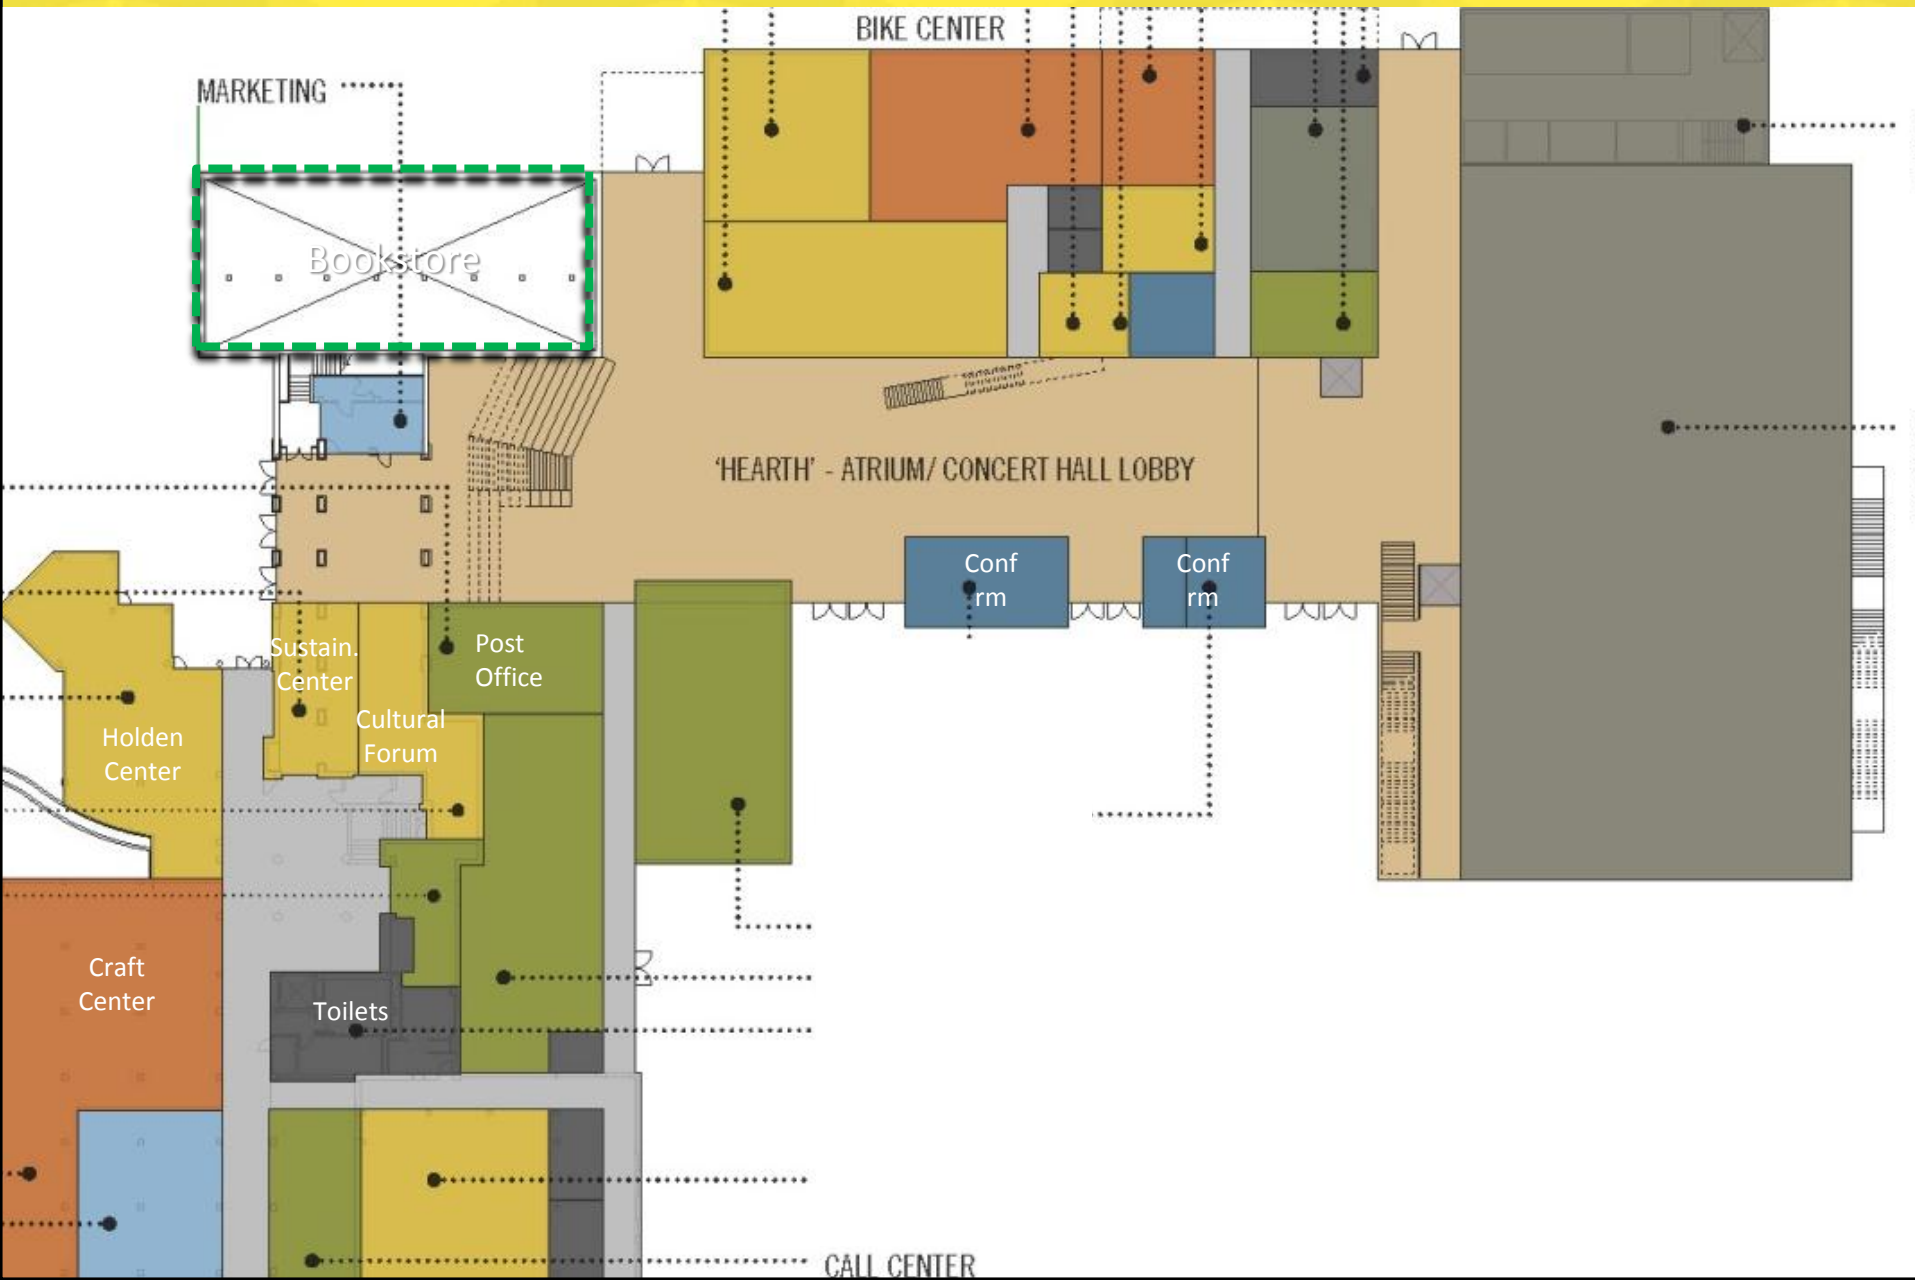 BIKE CENTER
MARKETING
Bookstore
'HEARTH' - ATRIUM/ CONCERT HALL LOBBY
Conf
rm
Conf
rm
Sustain.
Center
Post
Office
Cultural
Forum
Holden
Center
Craft
Center
Toilets
CALL CENTER